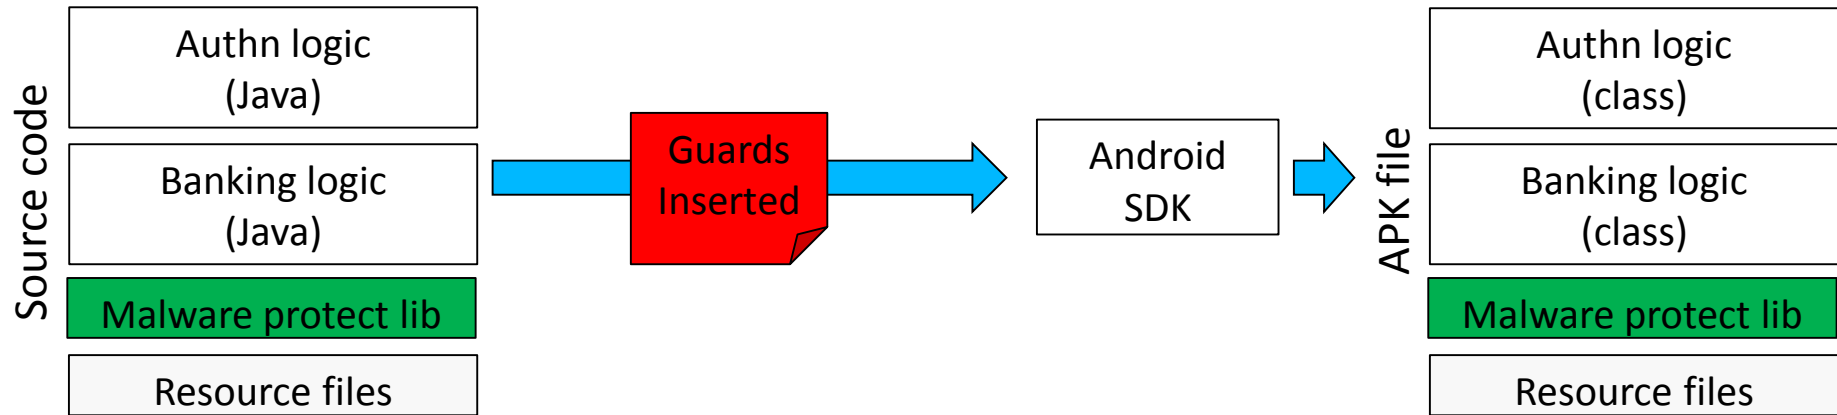 Source code
Authn logic
(Java)
Banking logic
(Java)
Malware protect lib
Resource files
Guards
Inserted
Android
SDK
APK file
Authn logic
(class)
Banking logic
(class)
Malware protect lib
Resource files